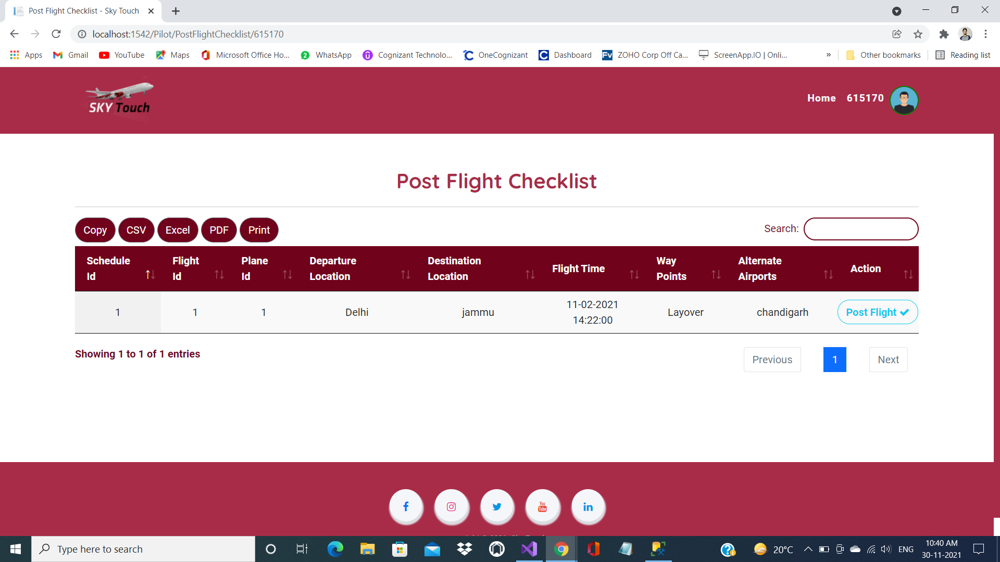 Post Flight Checklist - Sky Touch
localhost:1542/Pilot/PostFlightChecklist/615170
Apps Gmail YouTube Maps Microsoft Office Ho... WhatsApp Cognizant Technolo... OneCognizant Dashboard ZOHO Corp Off Ca... ScreenApp.IO | Onli... » Other bookmarks Reading list
SKY Touch
Home 615170
Post Flight Checklist
Copy CSV Excel PDF Print Search:
Schedule Id Flight Id Plane Id Departure Location Destination Location Flight Time Way Points Alternate Airports Action
1 1 1 Delhi jammu 11-02-2021 14:22:00 Layover chandigarh Post Flight
Showing 1 to 1 of 1 entries Previous 1 Next
Type here to search
20°C ENG 10:40 AM
30-11-2021